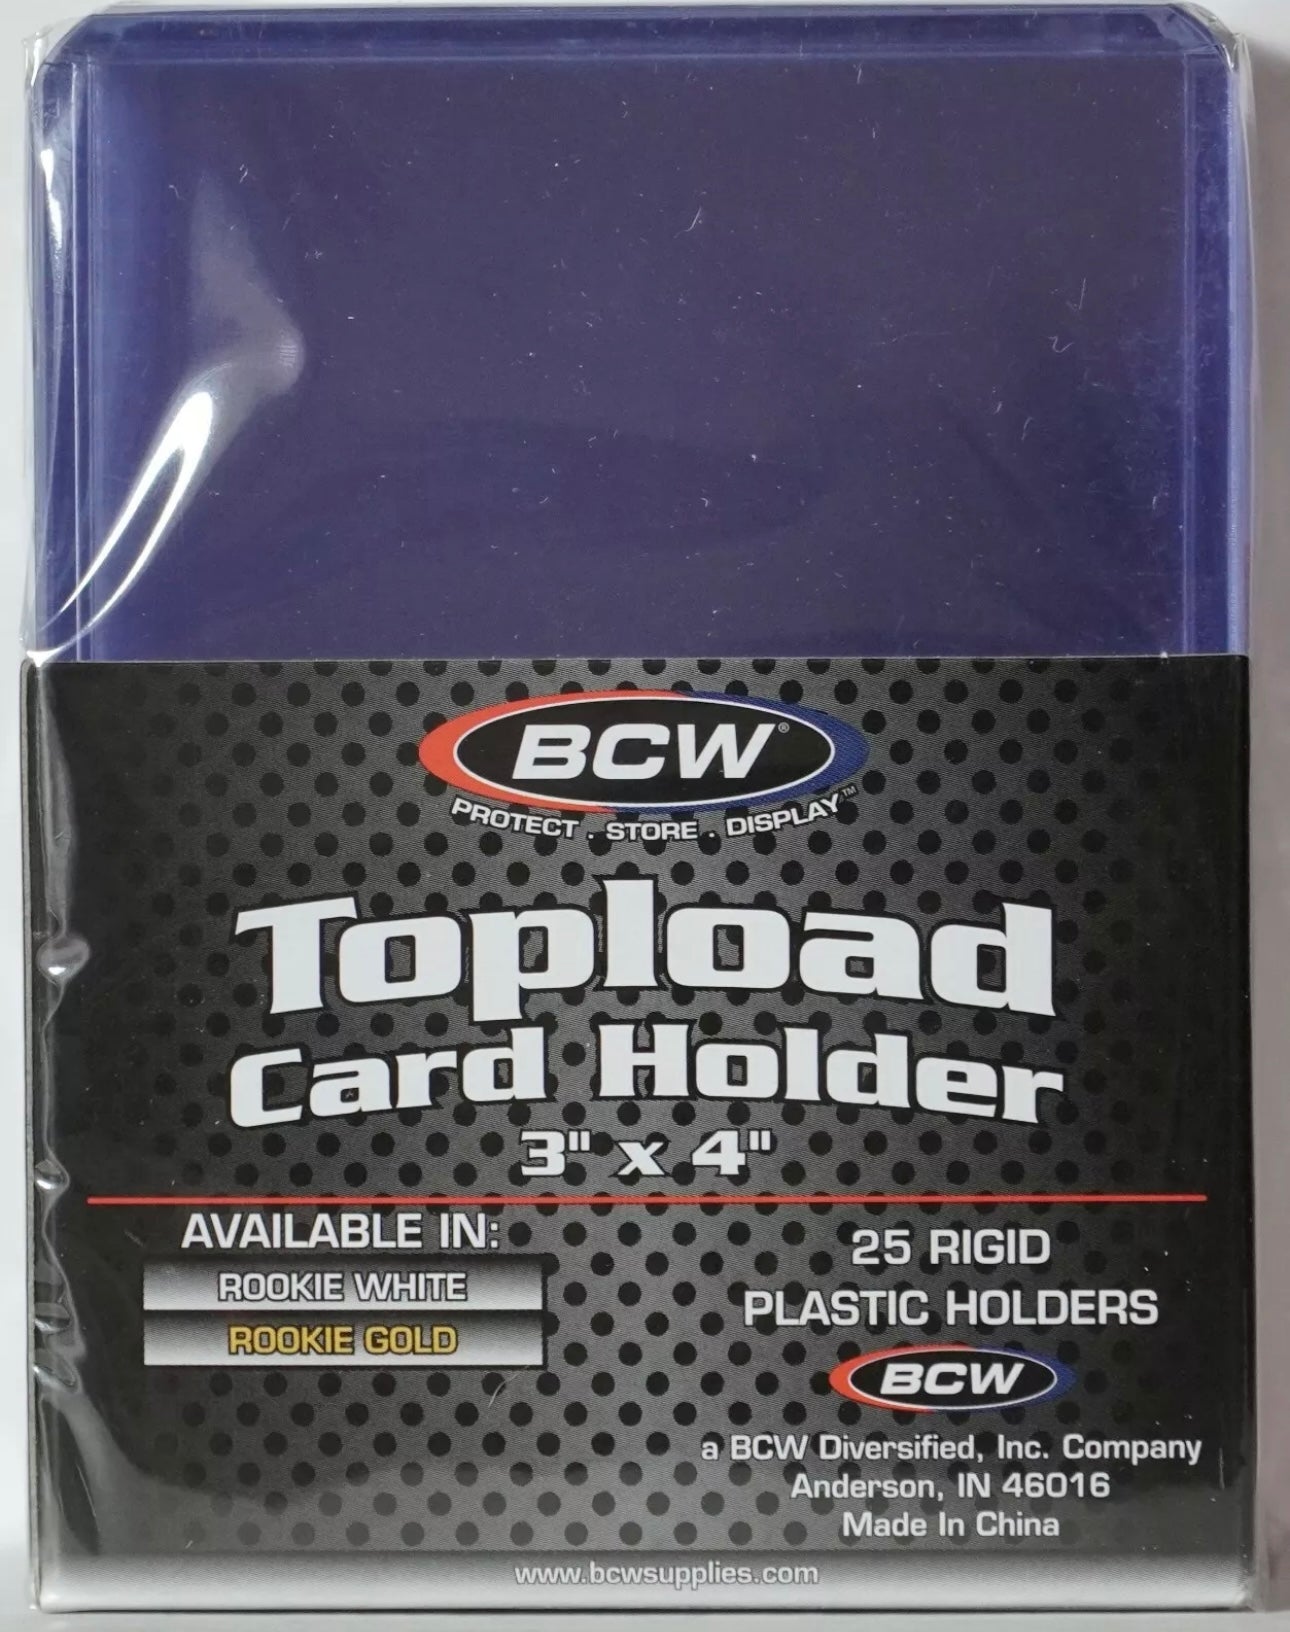 BCW®
PROTECT . STORE . DISPLAY™
Topload
Card Holder
3" x 4"
AVAILABLE IN:
ROOKIE WHITE
ROOKIE GOLD
25 RIGID
PLASTIC HOLDERS
BCW
a BCW Diversified, Inc. Company
Anderson, IN 46016
Made In China
www.bcwsupplies.com